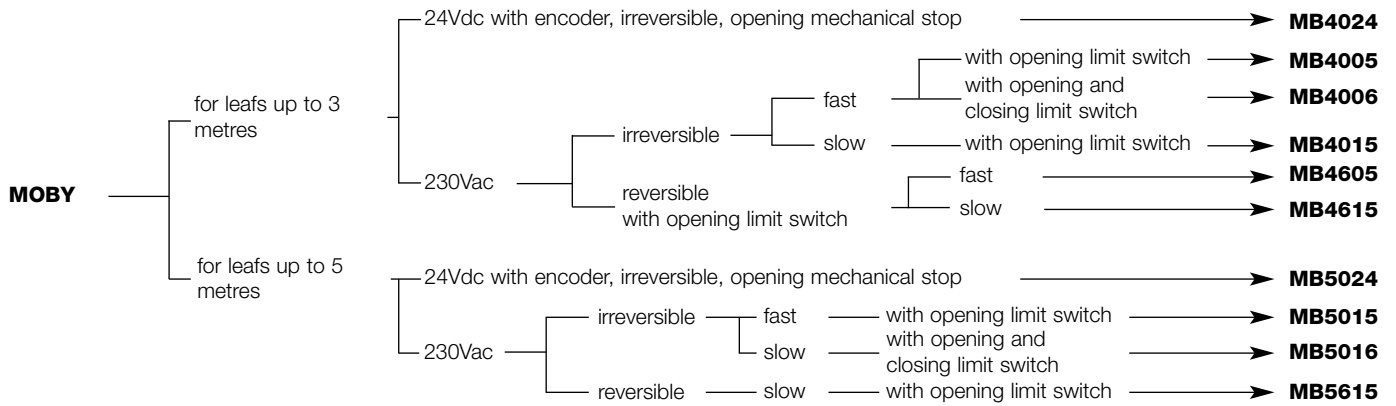 24Vdc with encoder, irreversible, opening mechanical stop
MB4024
with opening limit switch
MB4005
for leafs up to 3
metres
fast
with opening and
closing limit switch
MB4006
irreversible
slow
with opening limit switch
MB4015
MOBY
230Vac
reversible
with opening limit switch
fast
MB4605
slow
MB4615
for leafs up to 5
metres
24Vdc with encoder, irreversible, opening mechanical stop
MB5024
irreversible
fast
with opening limit switch
MB5015
230Vac
slow
with opening and
closing limit switch
MB5016
reversible
slow
with opening limit switch
MB5615